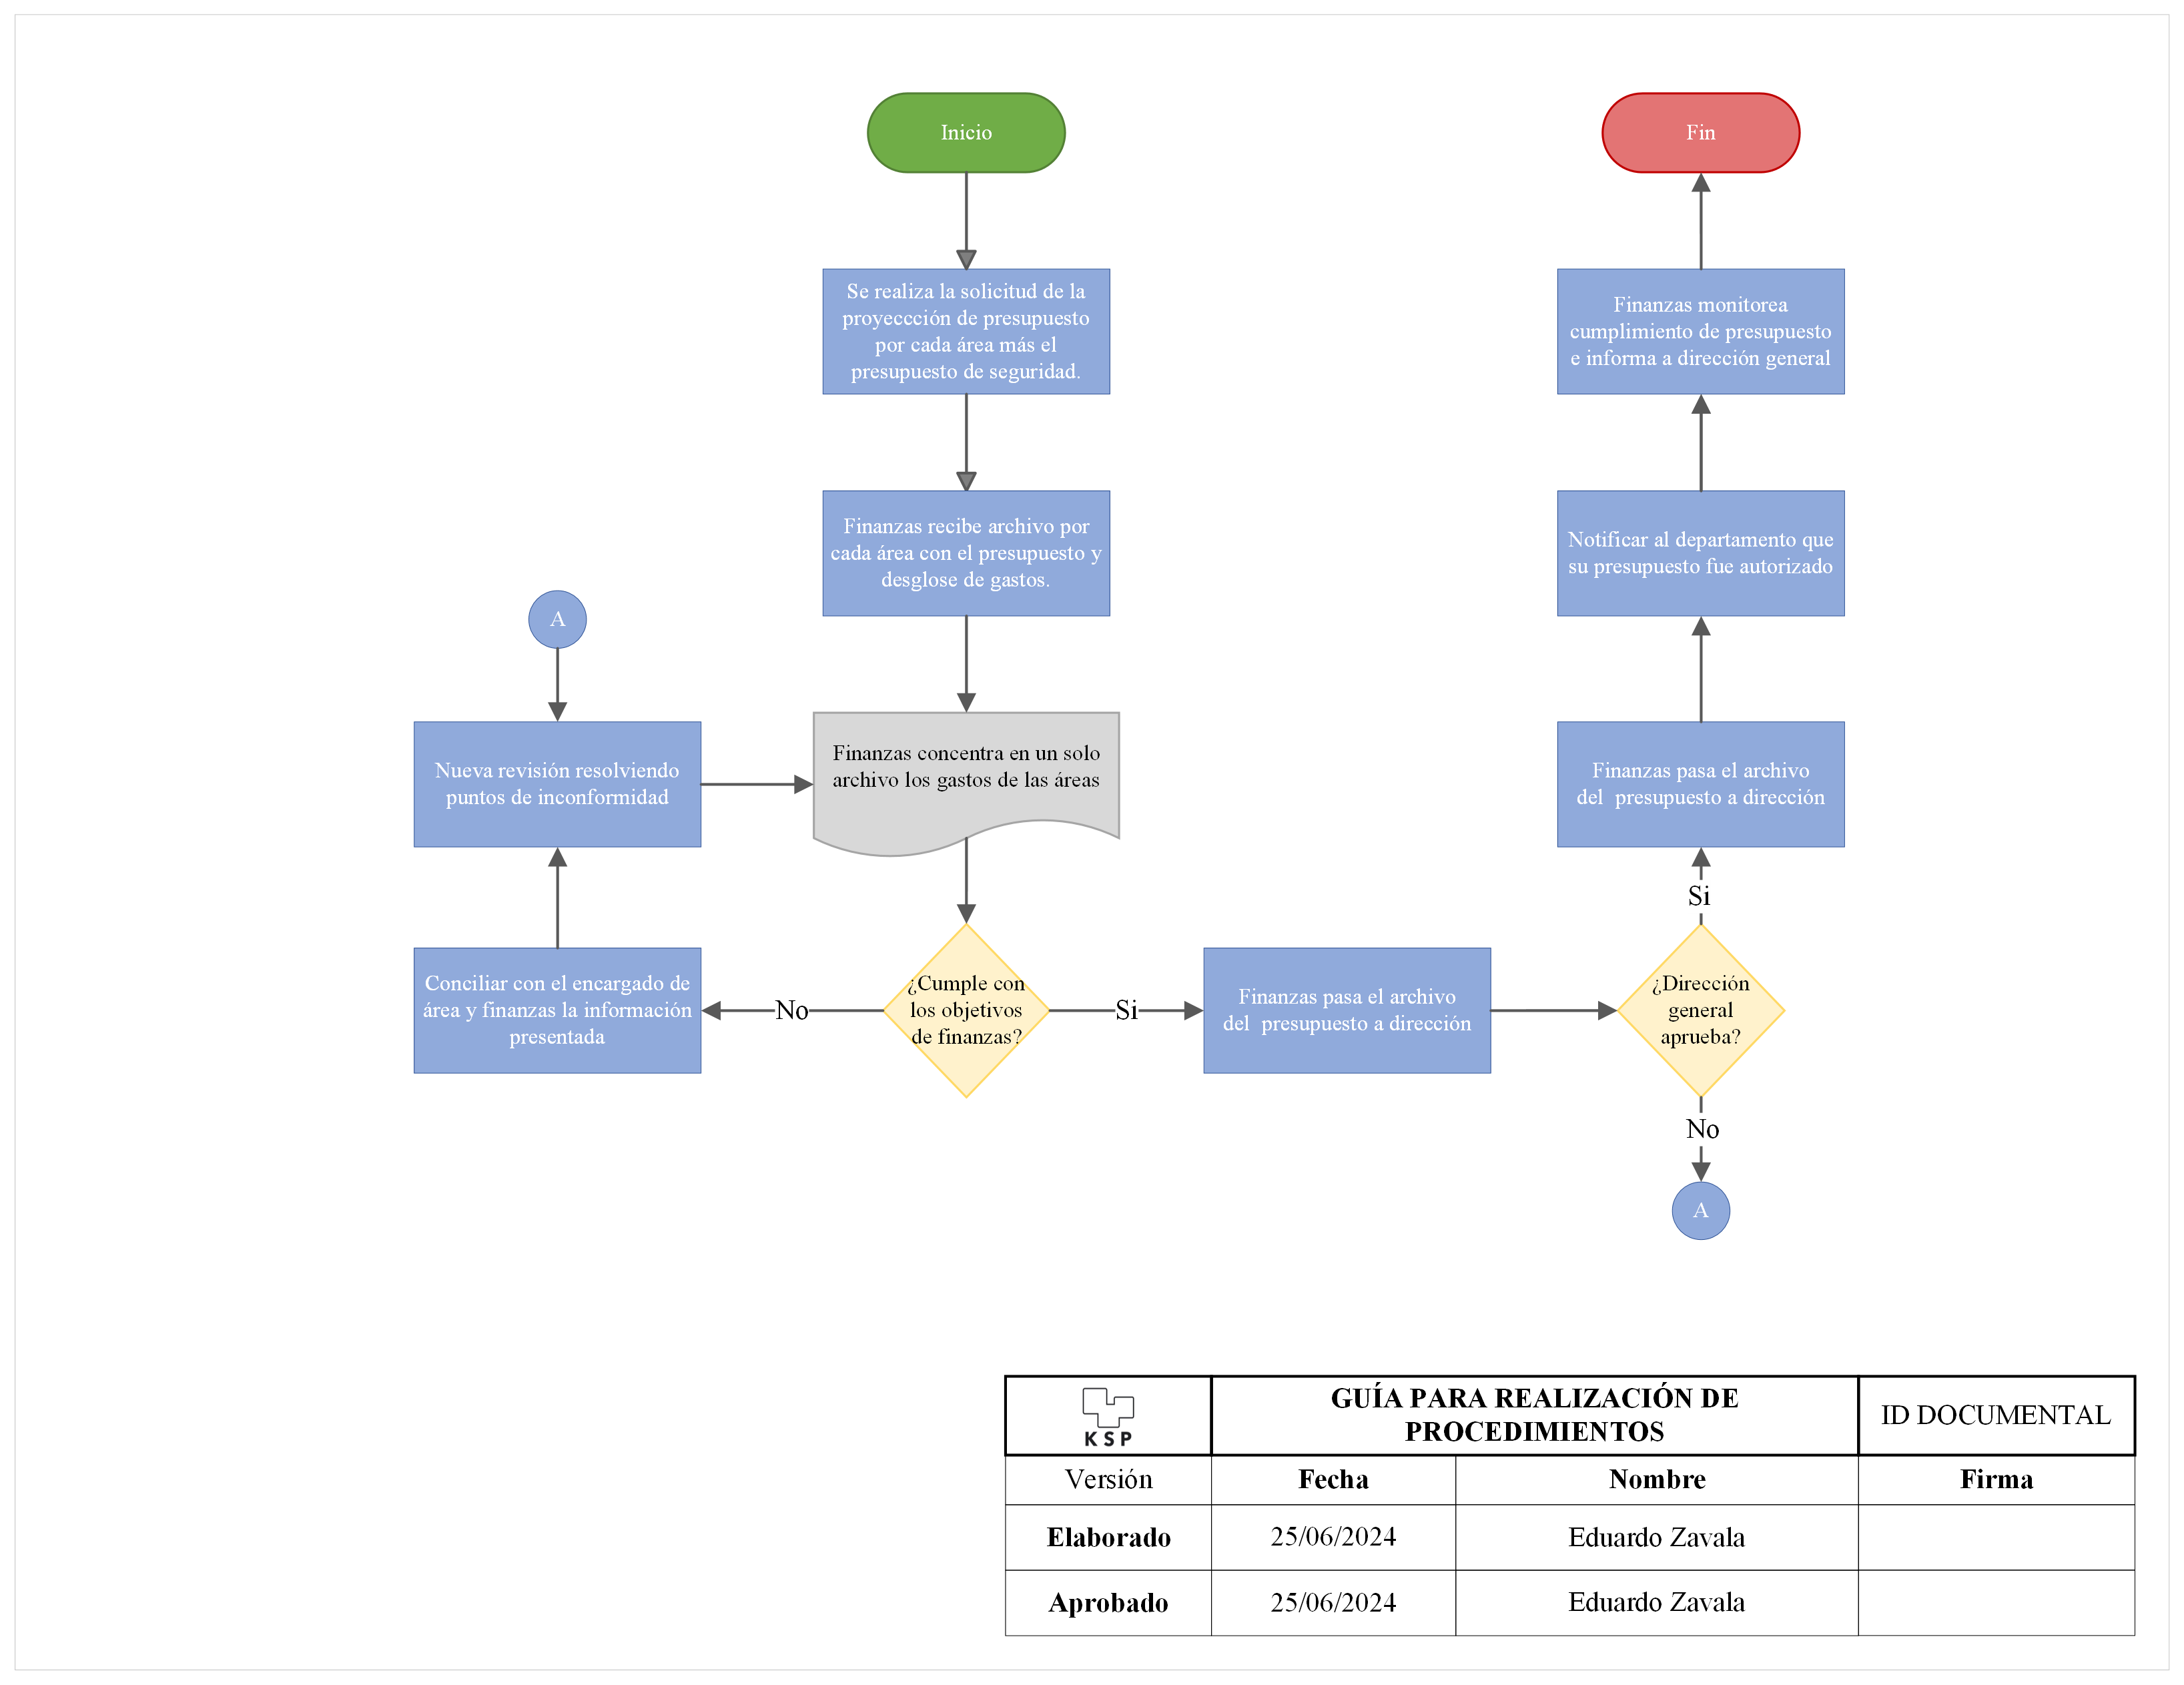 Inicio
Se realiza la solicitud de la
proyeccción de presupuesto
por cada área más el
presupuesto de seguridad.
Finanzas recibe archivo por
cada área con el presupuesto y
desglose de gastos.
A
Nueva revisión resolviendo
puntos de inconformidad
Finanzas concentra en un solo
archivo los gastos de las áreas
Conciliar con el encargado de
área y finanzas la información
presentada
No
¿Cumple con
los objetivos
de finanzas?
Si
Finanzas pasa el archivo
del  presupuesto a dirección
¿Dirección
general
aprueba?
No
A
Si
Finanzas pasa el archivo
del  presupuesto a dirección
Notificar al departamento que
su presupuesto fue autorizado
Finanzas monitorea
cumplimiento de presupuesto
e informa a dirección general
Fin
KSP
GUÍA PARA REALIZACIÓN DE
PROCEDIMIENTOS
ID DOCUMENTAL
Versión Fecha Nombre Firma
Elaborado 25/06/2024 Eduardo Zavala
Aprobado 25/06/2024 Eduardo Zavala